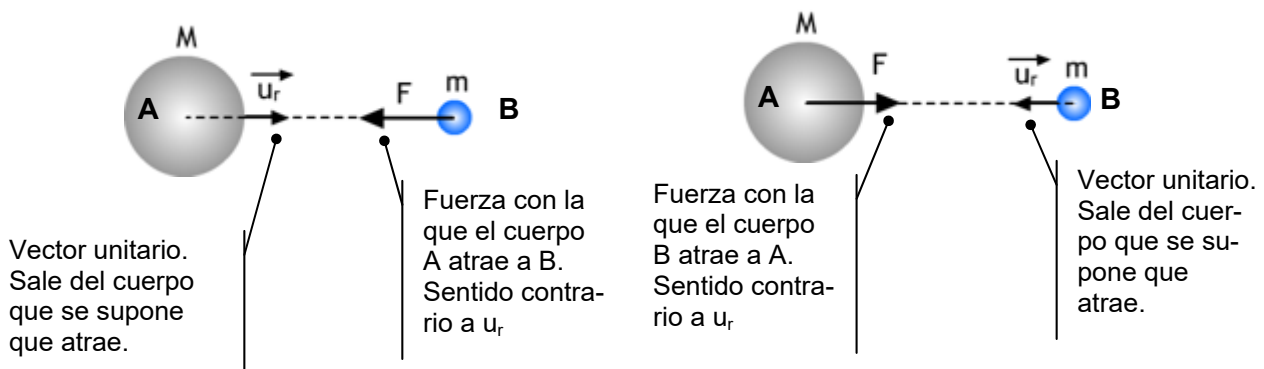 M
A
u_r
F
m
B
Vector unitario.
Sale del cuerpo
que se supone
que atrae.
Fuerza con la
que el cuerpo
A atrae a B.
Sentido contra-
rio a u_r
M
A
F
u_r
m
B
Fuerza con la
que el cuerpo
B atrae a A.
Sentido contra-
rio a u_r
Vector unitario.
Sale del cuer-
po que se su-
pone que
atrae.